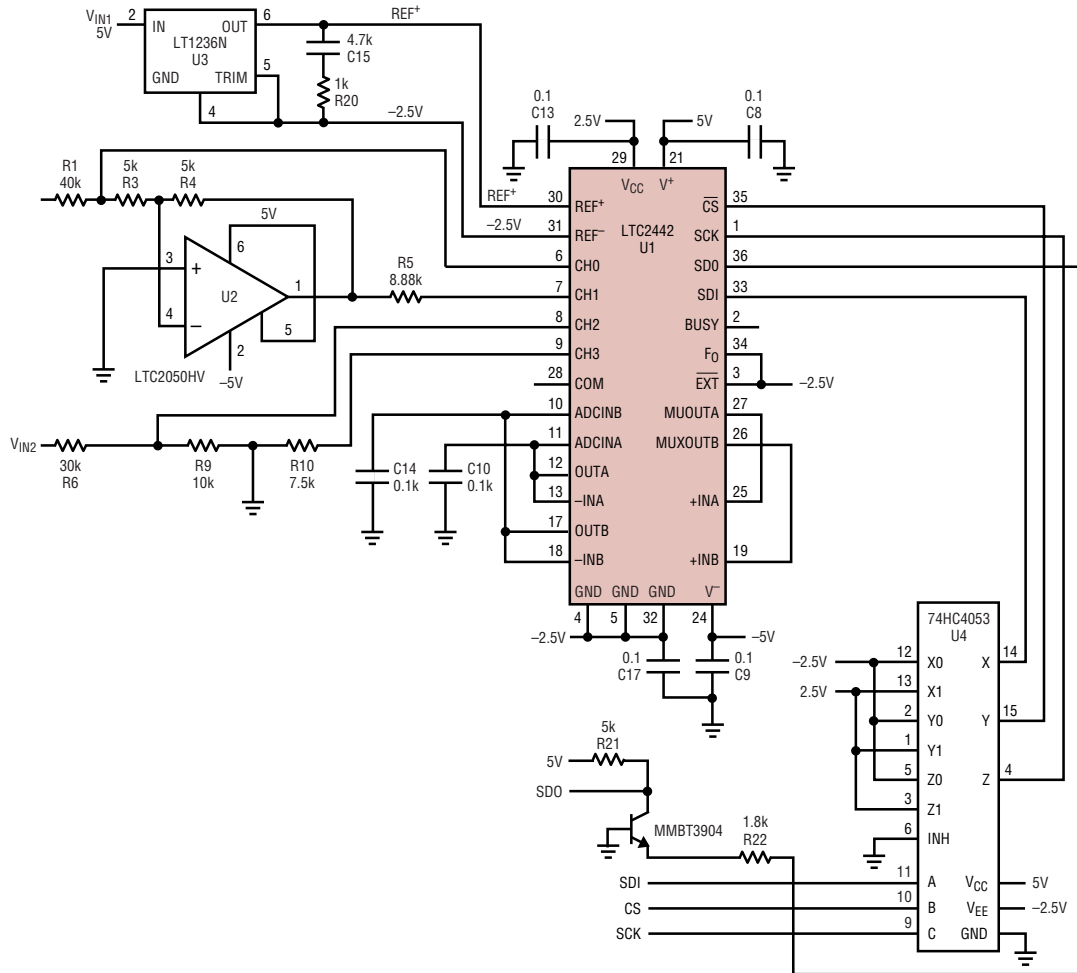 VIN1
5V
2
IN
OUT
6
LT1236N
U3
GND
TRIM
5
4
REF+
4.7k
C15
1k
R20
–2.5V
R1
40k
5k
R3
5k
R4
5V
6
3
+
U2
1
4
–
5
2
–5V
LTC2050HV
R5
8.88k
VIN2
30k
R6
R9
10k
R10
7.5k
C14
0.1k
C10
0.1k
0.1
C13
2.5V
5V
0.1
C8
29
21
VCC
V+
LTC2442
U1
REF+
30
REF+
–2.5V
31
REF–
6
CH0
7
CH1
8
CH2
9
CH3
28
COM
10
ADCINB
11
ADCINA
12
OUTA
13
–INA
17
OUTB
18
–INB
CS
35
SCK
1
SD0
36
SDI
33
BUSY
2
FO
34
EXT
3
–2.5V
MUOUTA
27
MUXOUTB
26
+INA
25
+INB
19
GND
GND
GND
V–
4
5
32
24
–2.5V
–5V
0.1
C17
0.1
C9
5k
R21
5V
SDO
MMBT3904
1.8k
R22
SDI
CS
SCK
74HC4053
U4
–2.5V
12
X0
2.5V
13
X1
2
Y0
1
Y1
5
Z0
3
Z1
6
INH
11
A
10
B
9
C
X
14
Y
15
Z
4
VCC
5V
VEE
–2.5V
GND